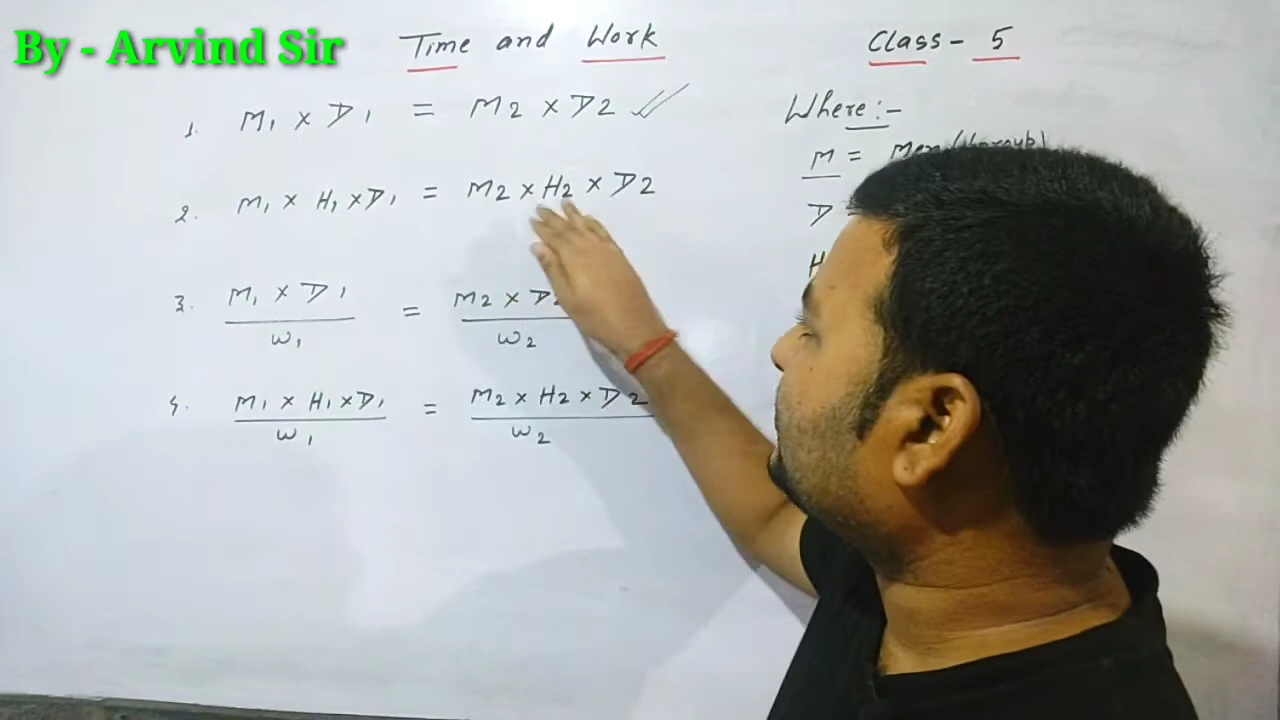 By - Arvind Sir
Time and Work
Class - 5
1. M₁ × D₁ = M2 × D2
2. M₁ × H₁ × D₁ = M2 × H2 × D2
3. M₁ × D₁ / W₁ = M2 × D2 / W2
4. M₁ × H₁ × D₁ / W₁ = M2 × H2 × D2 / W2
Where :-
M = Men
D =
H